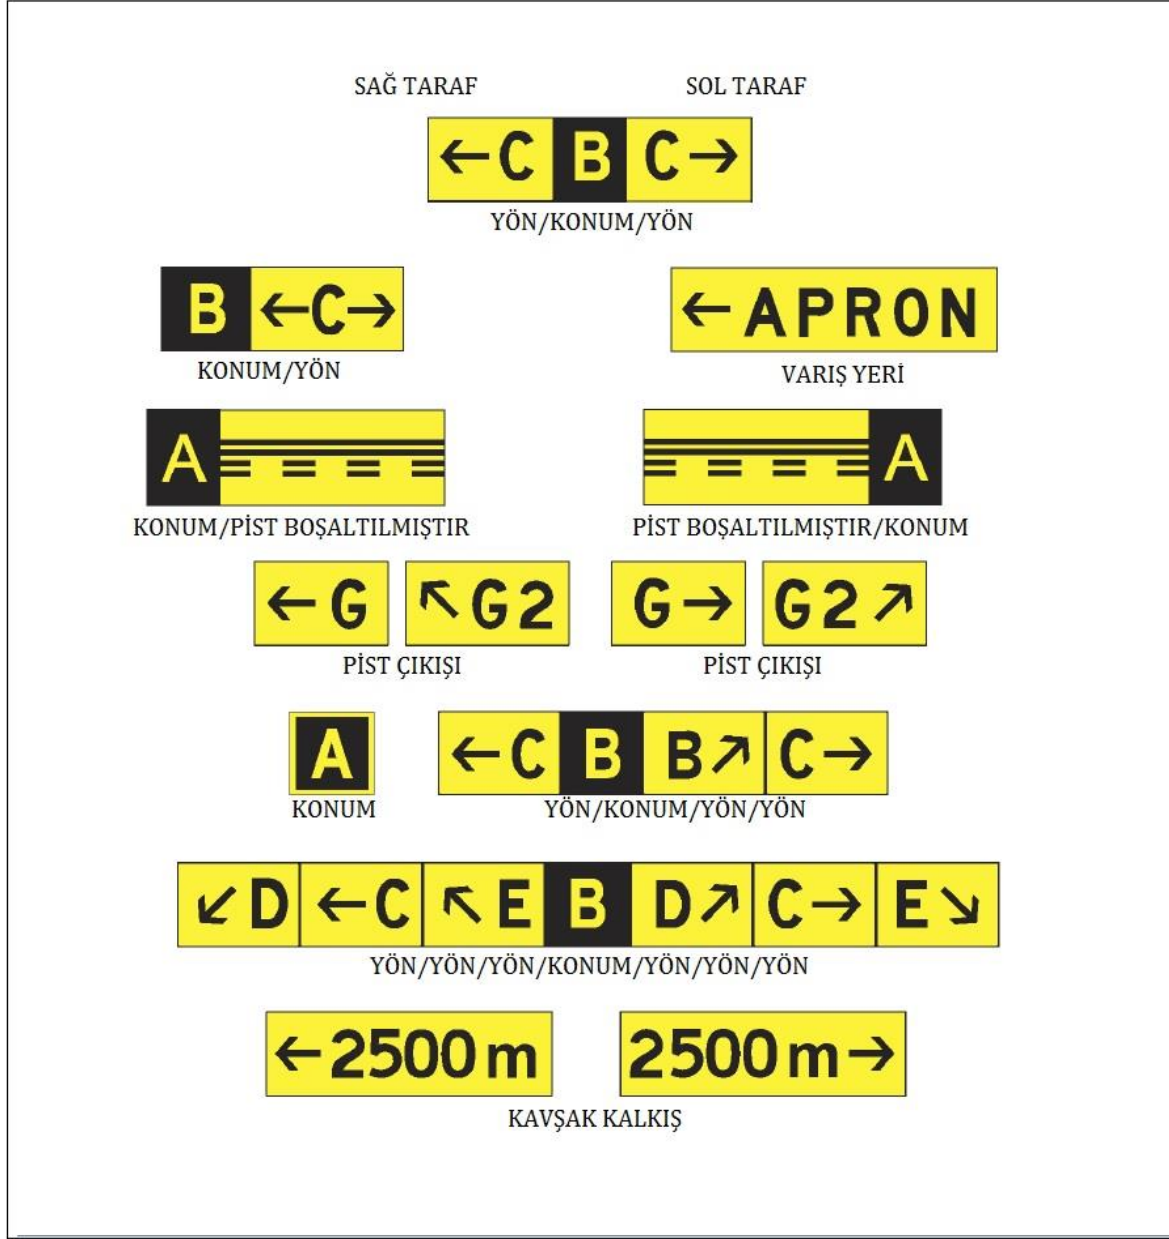 SAĞ TARAF SOL TARAF
←C B C→
YÖN/KONUM/YÖN
B ←C→ ←APRON
KONUM/YÖN VARIŞ YERİ
A A
KONUM/PİST BOŞALTILMIŞTIR PİST BOŞALTILMIŞTIR/KONUM
←G ↖G2 G→ G2↗
PİST ÇIKIŞI PİST ÇIKIŞI
A ←C B B↗ C→
KONUM YÖN/KONUM/YÖN/YÖN
↙D ←C ↖E B D↗ C→ E↘
YÖN/YÖN/YÖN/KONUM/YÖN/YÖN/YÖN
←2500m 2500m→
KAVŞAK KALKIŞ